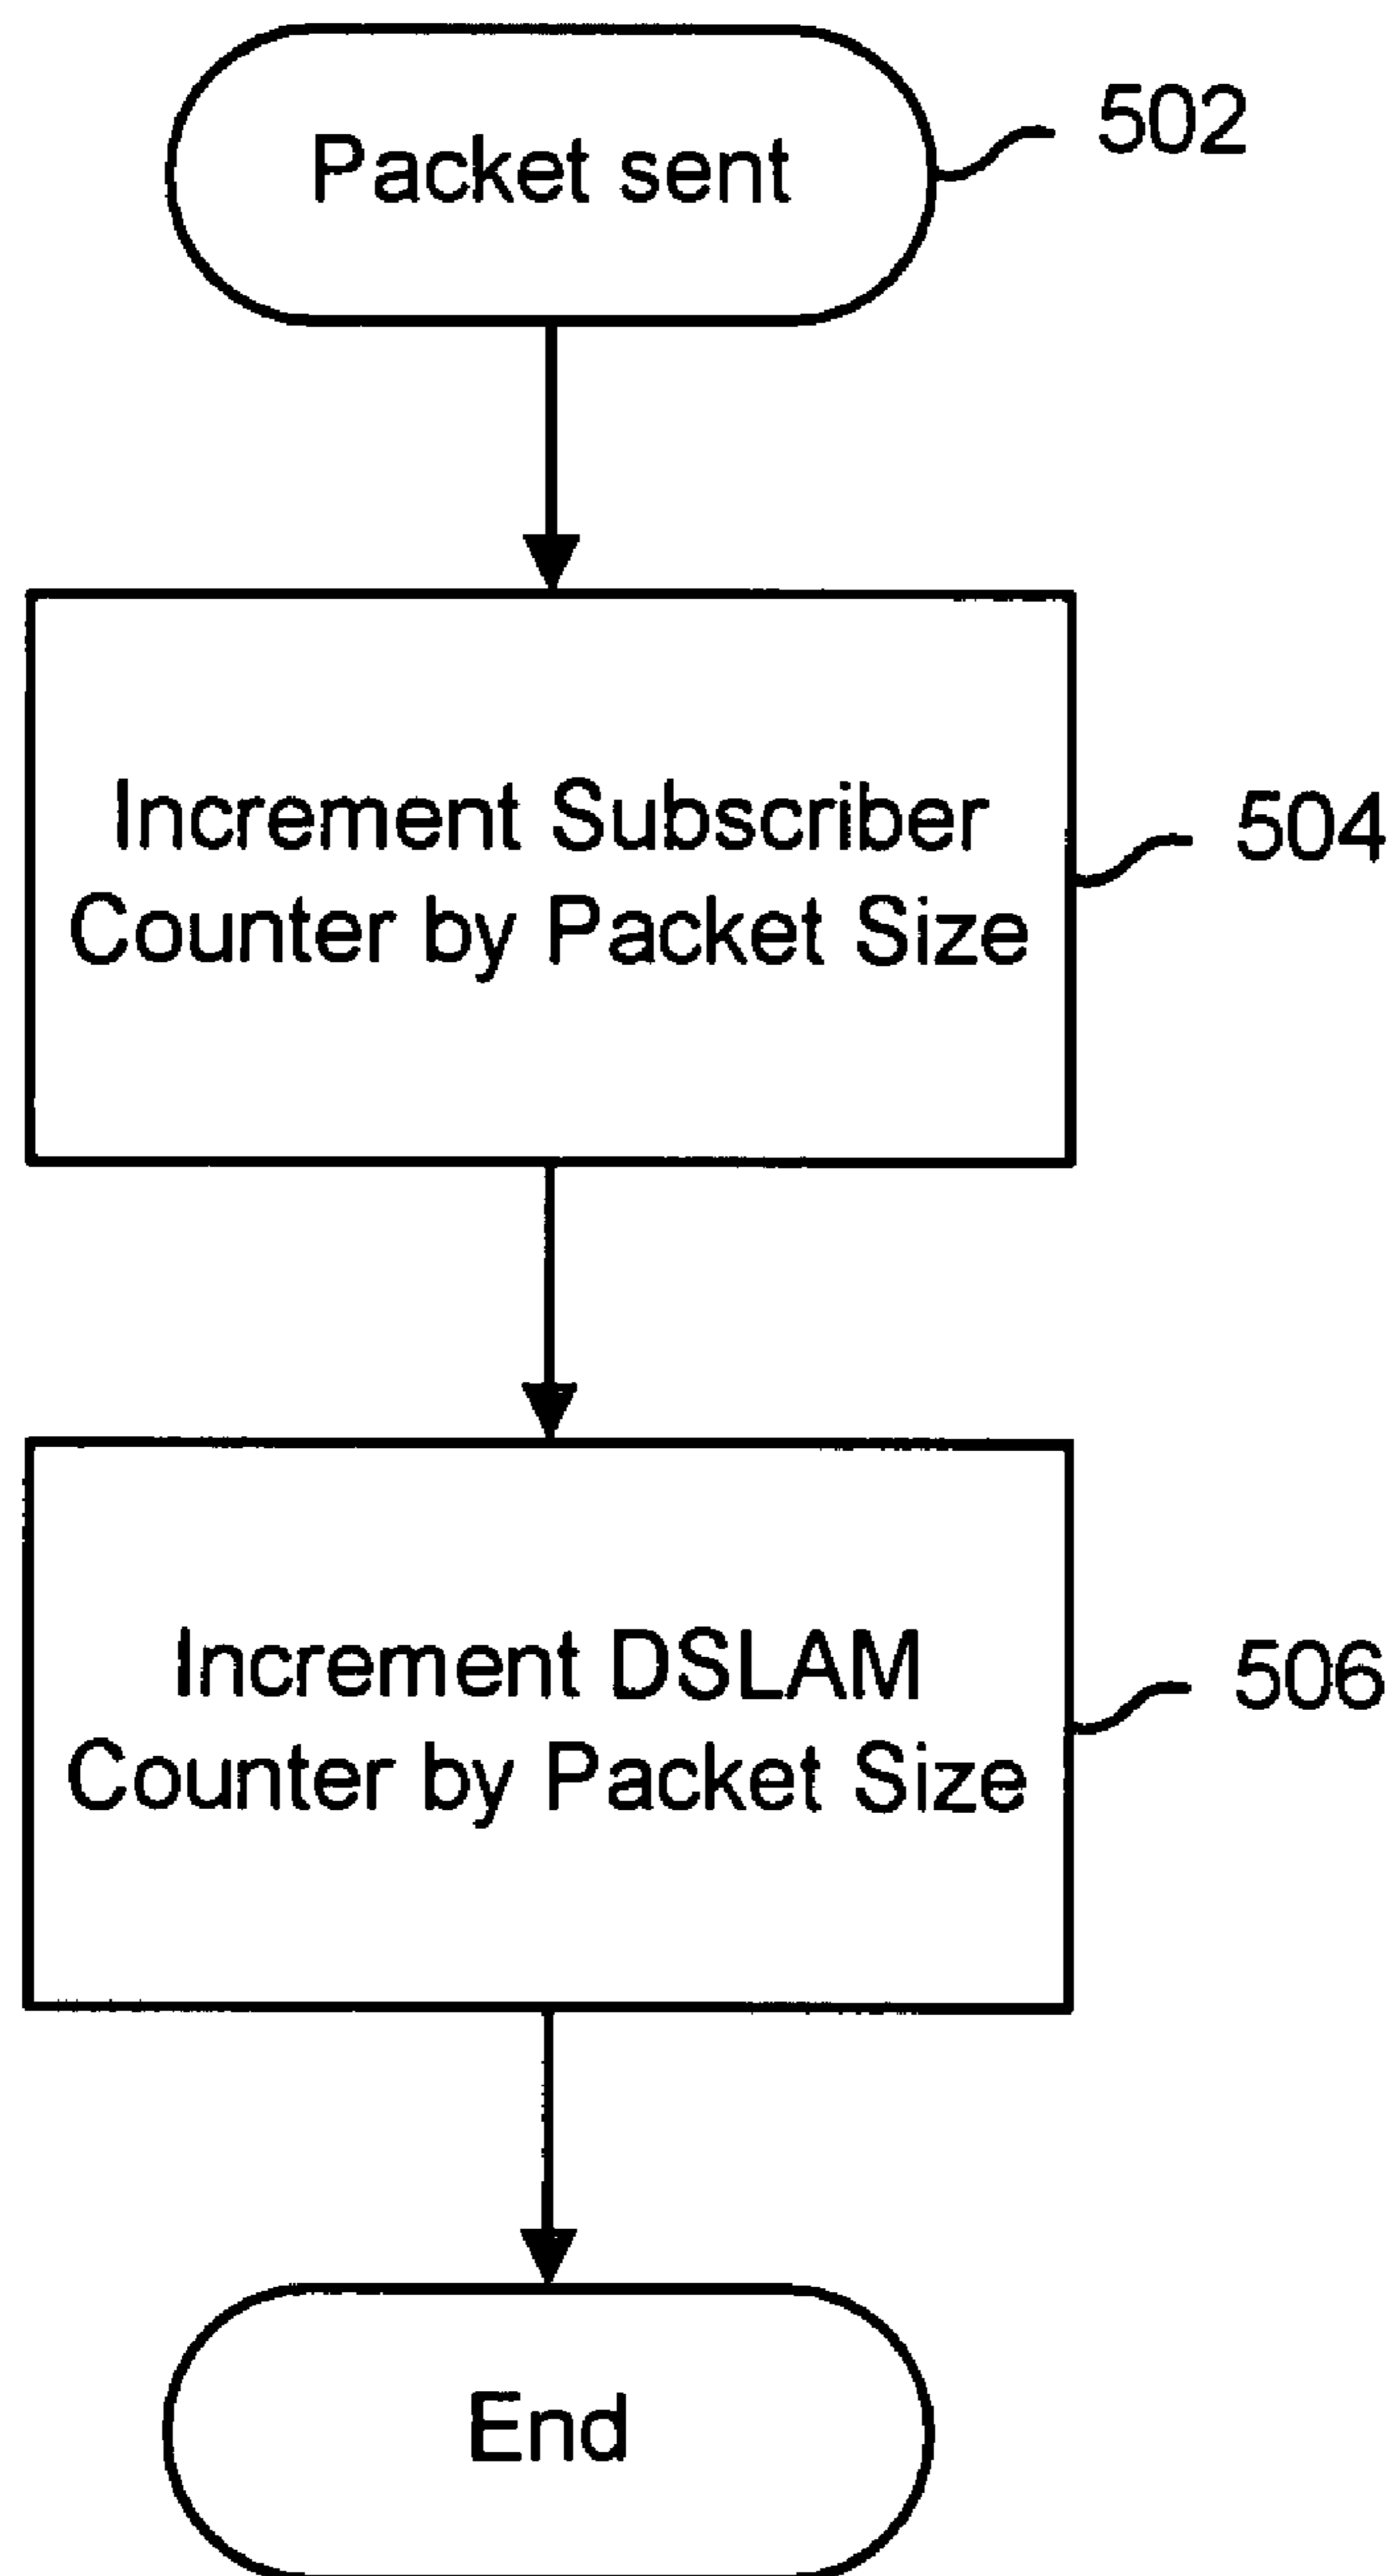 Packet sent
502
Increment Subscriber
Counter by Packet Size
504
Increment DSLAM
Counter by Packet Size
506
End